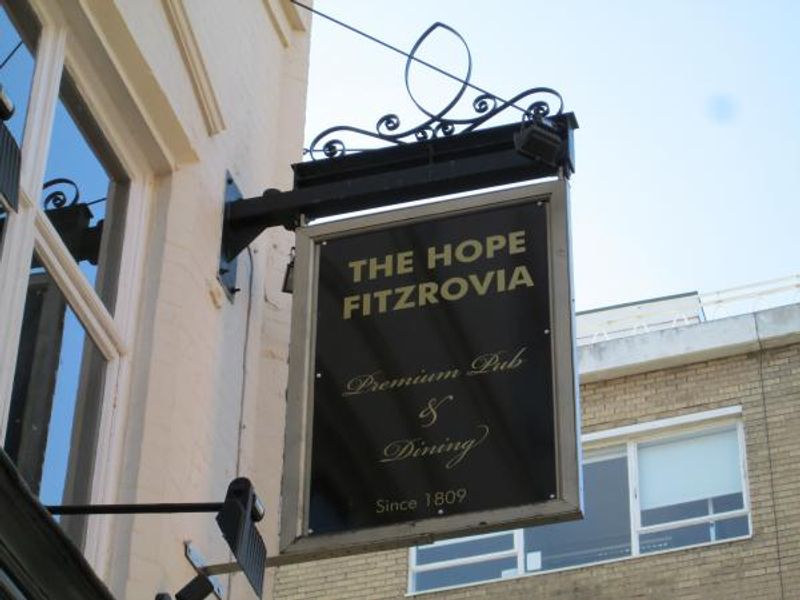 THE HOPE
FITZROVIA
Premium Pub
&
Dining
Since 1809